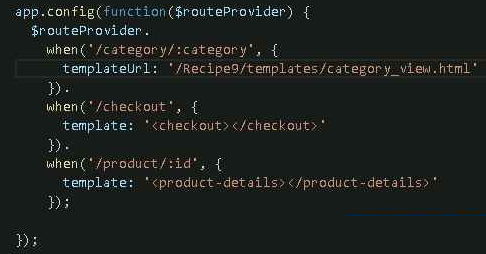 app.config(function($routeProvider) {
  $routeProvider.
    when('/category/:category', {
      templateUrl: '/Recipe9/templates/category_view.html'
    }).
    when('/checkout', {
      template: '<checkout></checkout>'
    }).
    when('/product/:id', {
      template: '<product-details></product-details>'
    });

});